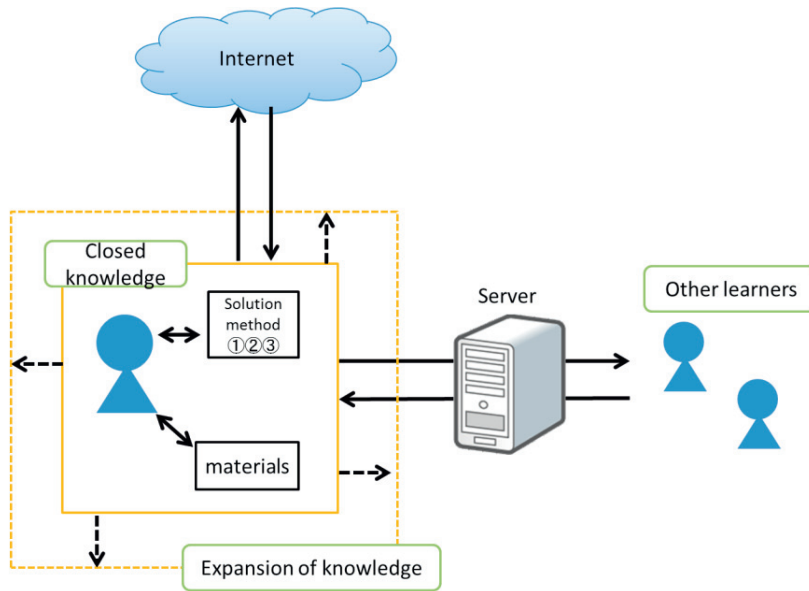 Internet
Closed
knowledge
Solution
method
①②③
materials
Server
Other learners
Expansion of knowledge